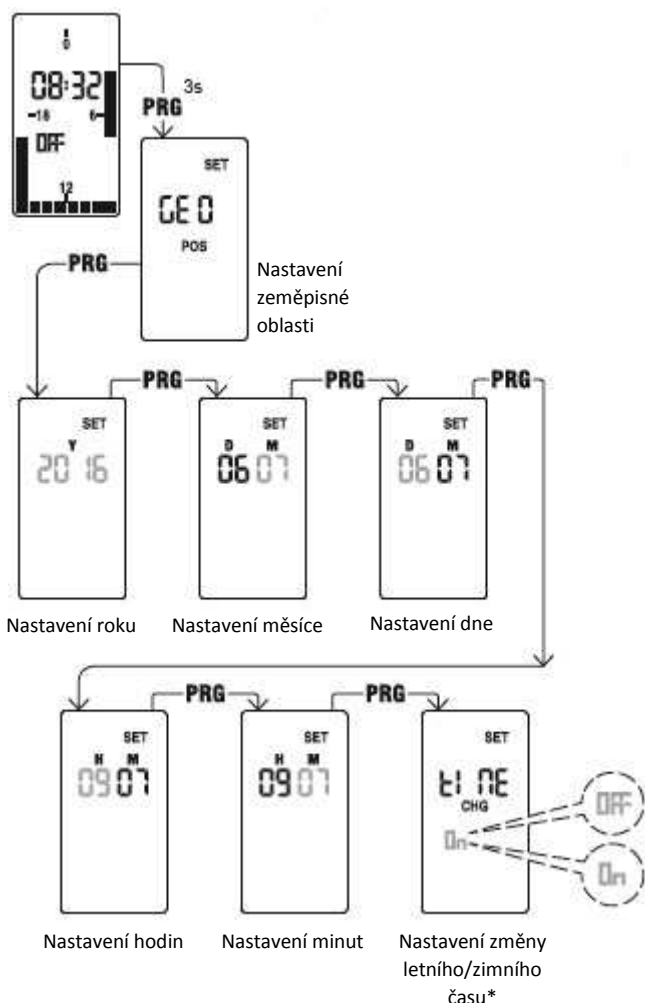 0
08:32
-18 6-
OFF
12
3s
PRG
SET
GEO
POS
Nastavení
zeměpisné
oblasti
PRG
PRG
PRG
PRG
SET
Y
2016
SET
D M
06 07
SET
D M
06 07
Nastavení roku
Nastavení měsíce
Nastavení dne
PRG
PRG
SET
H M
09 07
SET
H M
09 07
SET
tIME
CHG
On
OFF
On
Nastavení hodin
Nastavení minut
Nastavení změny
letního/zimního
času*